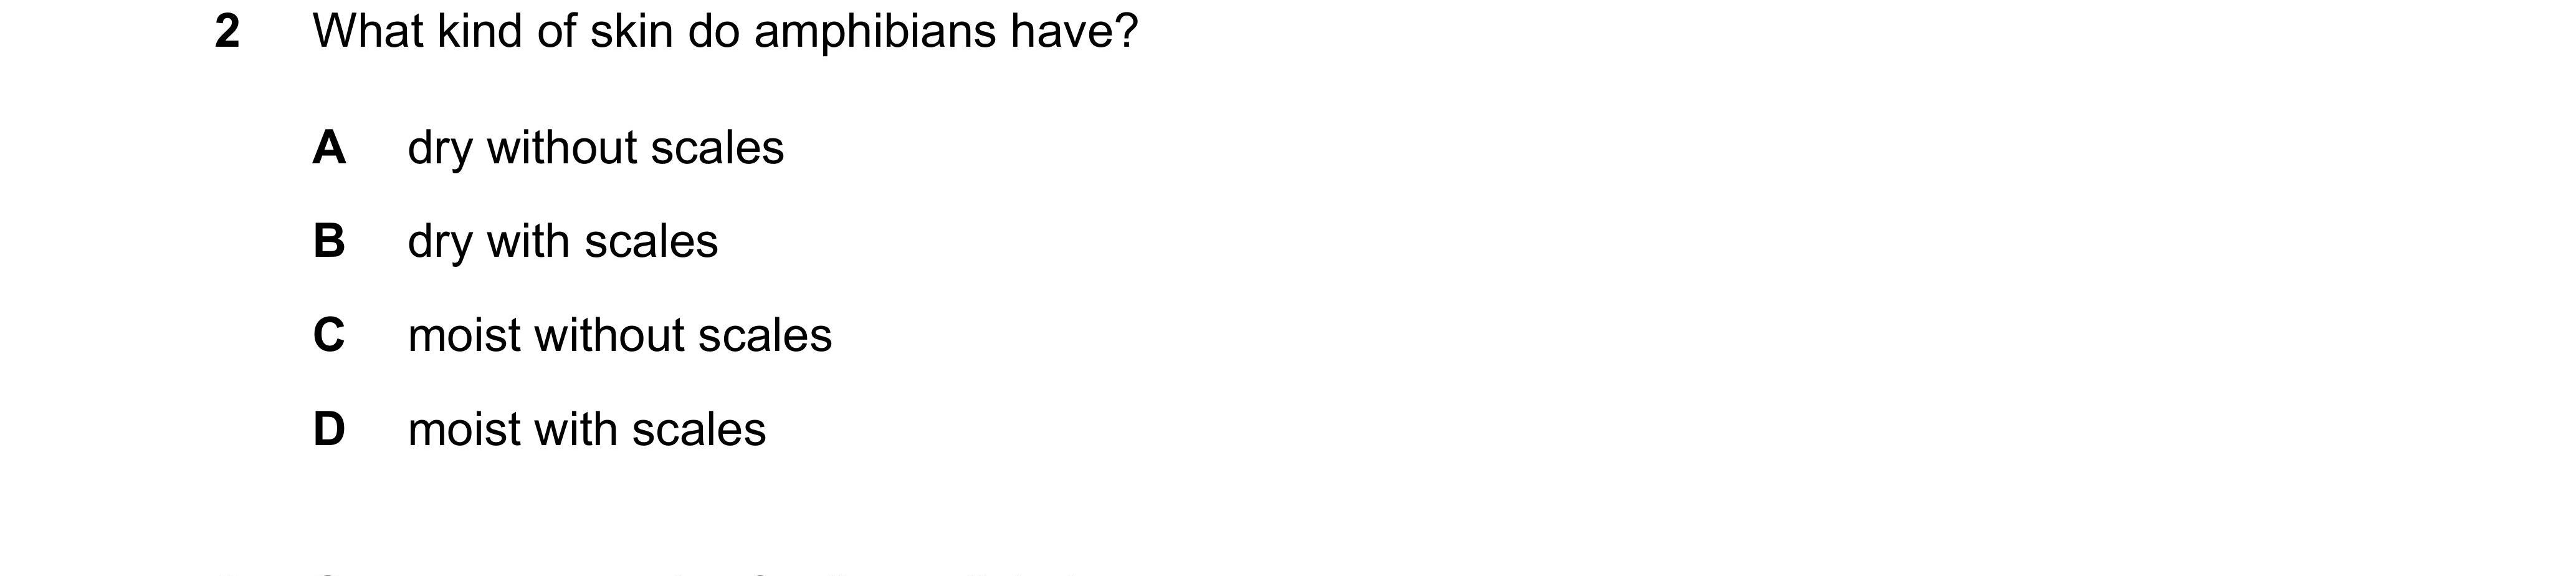 2 What kind of skin do amphibians have?
A dry without scales
B dry with scales
C moist without scales
D moist with scales